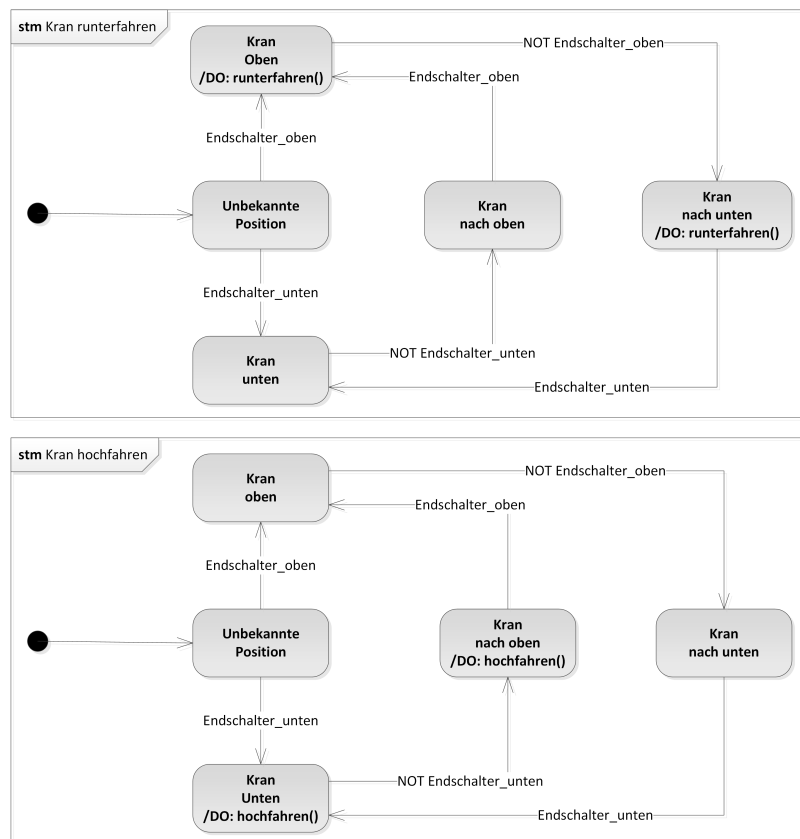 stm Kran runterfahren
Kran
Oben
/DO: runterfahren()
NOT Endschalter_oben
Endschalter_oben
Endschalter_oben
Unbekannte
Position
Kran
nach oben
Kran
nach unten
/DO: runterfahren()
Endschalter_unten
Kran
unten
NOT Endschalter_unten
Endschalter_unten
stm Kran hochfahren
Kran
oben
NOT Endschalter_oben
Endschalter_oben
Endschalter_oben
Unbekannte
Position
Kran
nach oben
/DO: hochfahren()
Kran
nach unten
Endschalter_unten
Kran
Unten
/DO: hochfahren()
NOT Endschalter_unten
Endschalter_unten